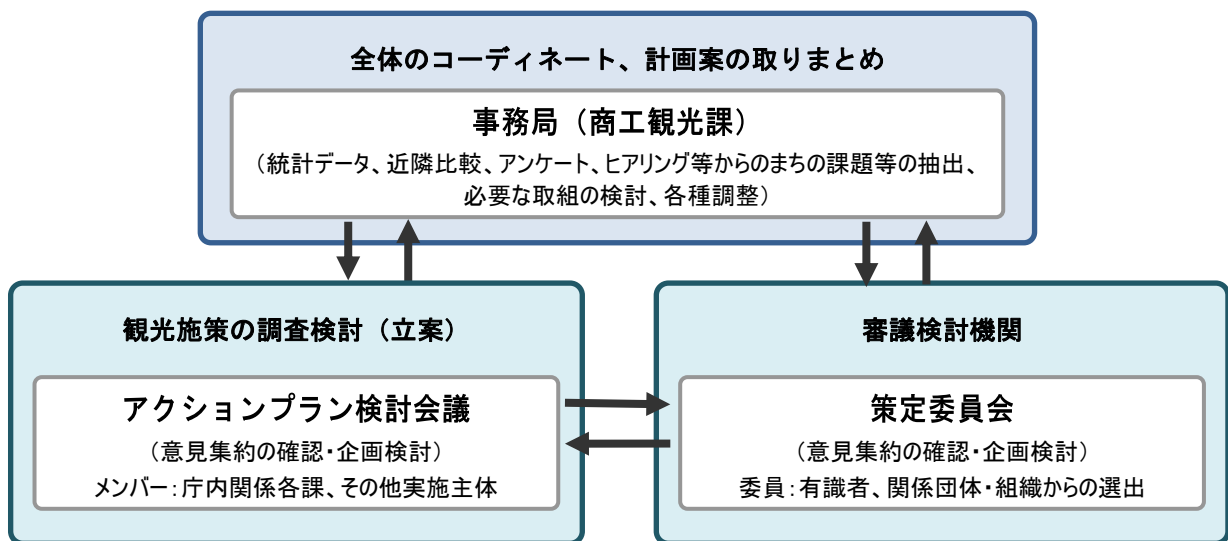 全体のコーディネート、計画案の取りまとめ
事務局（商工観光課）
（統計データ、近隣比較、アンケート、ヒアリング等からのまちの課題等の抽出、
必要な取組の検討、各種調整）
観光施策の調査検討（立案）
アクションプラン検討会議
（意見集約の確認・企画検討）
メンバー：庁内関係各課、その他実施主体
審議検討機関
策定委員会
（意見集約の確認・企画検討）
委員：有識者、関係団体・組織からの選出